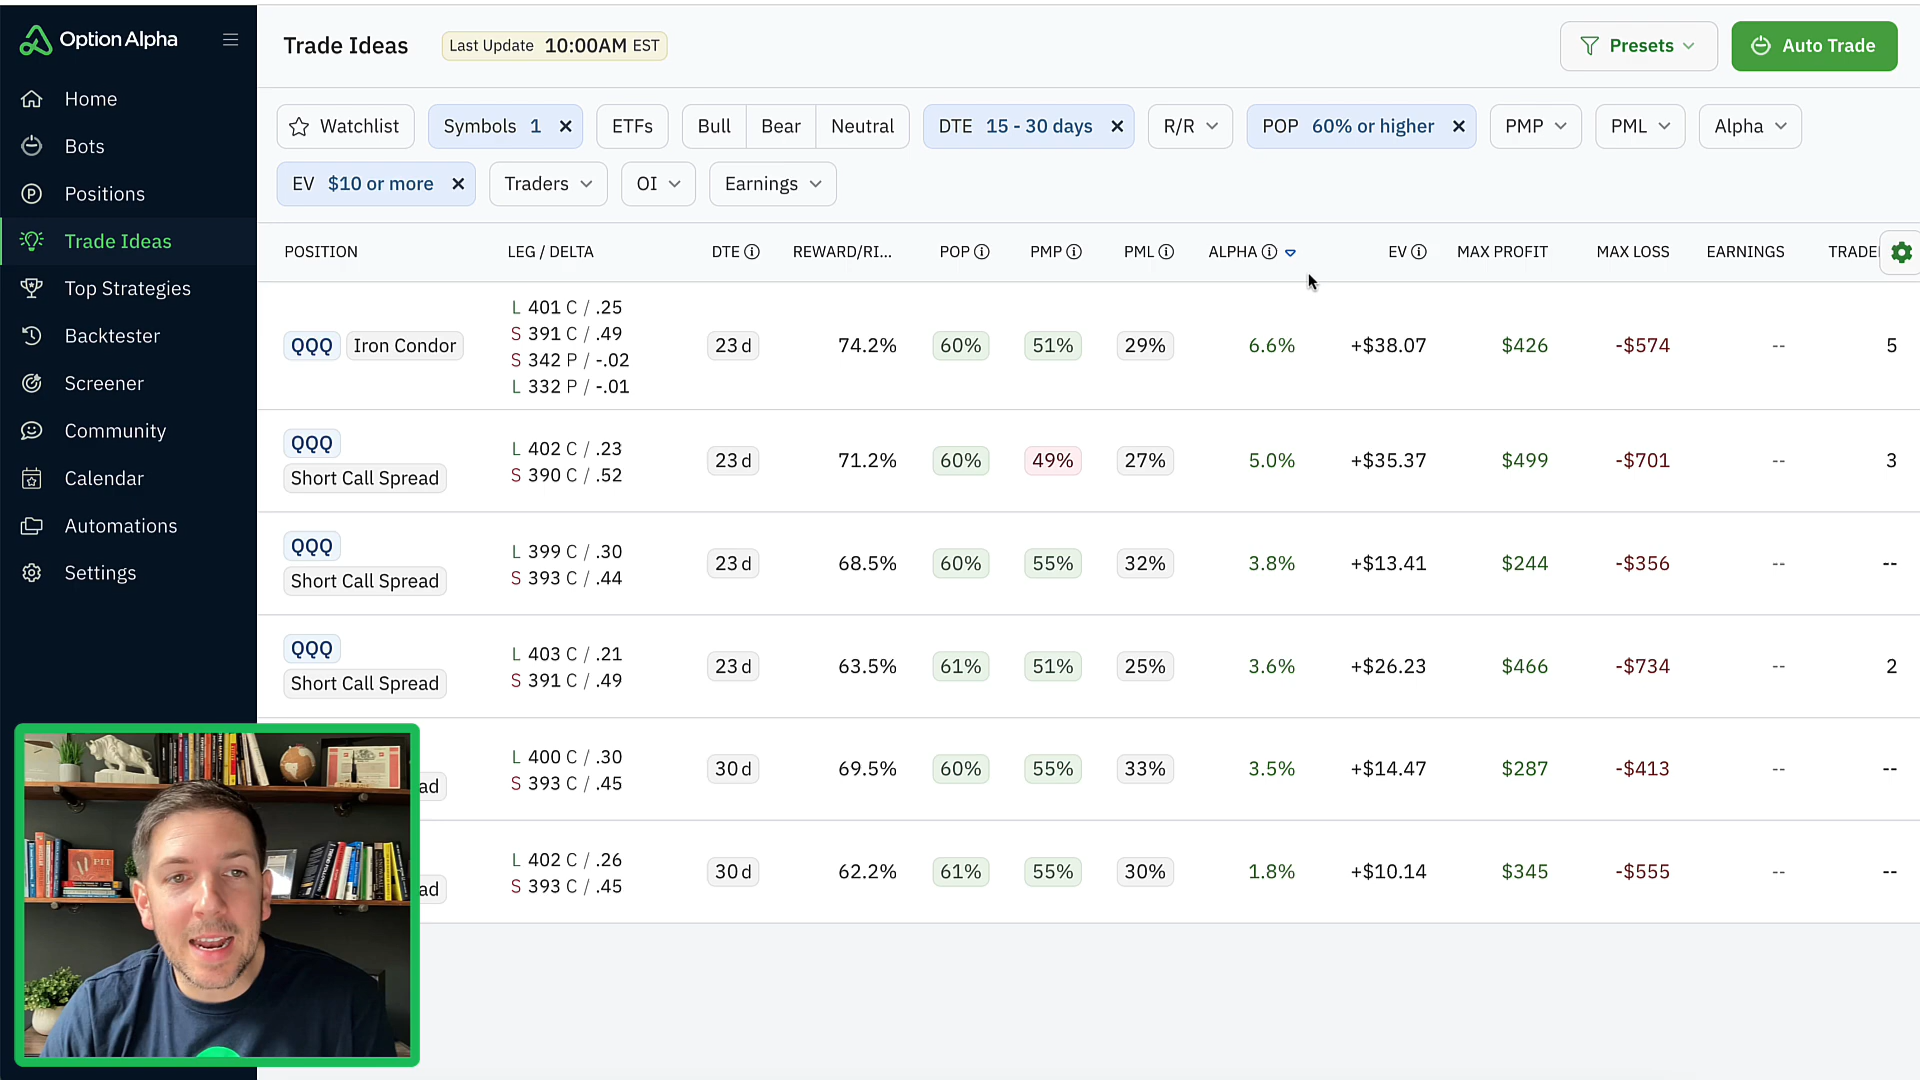 Option Alpha
Home
Bots
Positions
Trade Ideas
Top Strategies
Backtester
Screener
Community
Calendar
Automations
Settings
Trade Ideas
Last Update 10:00AM EST
Presets
Auto Trade
Watchlist
Symbols 1
ETFs
Bull
Bear
Neutral
DTE 15 - 30 days
R/R
POP 60% or higher
PMP
PML
Alpha
EV $10 or more
Traders
OI
Earnings
POSITION LEG / DELTA DTE REWARD/RI... POP PMP PML ALPHA EV MAX PROFIT MAX LOSS EARNINGS TRADE
L 401 C / .25
S 391 C / .49
QQQ Iron Condor 23 d 74.2% 60% 51% 29% 6.6% +$38.07 $426 -$574 -- 5
S 342 P / -.02
L 332 P / -.01
QQQ
L 402 C / .23
Short Call Spread
S 390 C / .52
23 d 71.2% 60% 49% 27% 5.0% +$35.37 $499 -$701 -- 3
QQQ
L 399 C / .30
Short Call Spread
S 393 C / .44
23 d 68.5% 60% 55% 32% 3.8% +$13.41 $244 -$356 -- --
QQQ
L 403 C / .21
Short Call Spread
S 391 C / .49
23 d 63.5% 61% 51% 25% 3.6% +$26.23 $466 -$734 -- 2
L 400 C / .30
ad
S 393 C / .45
30 d 69.5% 60% 55% 33% 3.5% +$14.47 $287 -$413 -- --
L 402 C / .26
ad
S 393 C / .45
30 d 62.2% 61% 55% 30% 1.8% +$10.14 $345 -$555 -- --
PIT